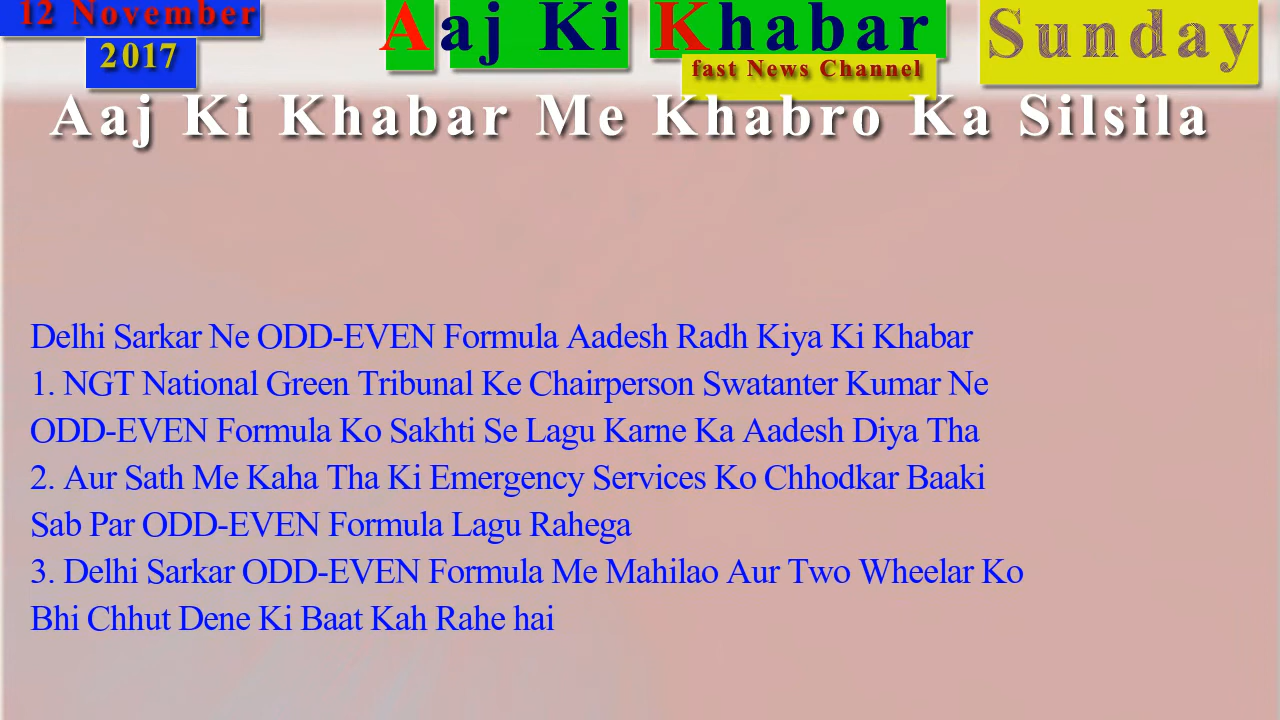 12 November
2017
Aaj Ki Khabar
fast News Channel
Sunday
Aaj Ki Khabar Me Khabro Ka Silsila
Delhi Sarkar Ne ODD-EVEN Formula Aadesh Radh Kiya Ki Khabar
1. NGT National Green Tribunal Ke Chairperson Swatanter Kumar Ne
ODD-EVEN Formula Ko Sakhti Se Lagu Karne Ka Aadesh Diya Tha
2. Aur Sath Me Kaha Tha Ki Emergency Services Ko Chhodkar Baaki
Sab Par ODD-EVEN Formula Lagu Rahega
3. Delhi Sarkar ODD-EVEN Formula Me Mahilao Aur Two Wheelar Ko
Bhi Chhut Dene Ki Baat Kah Rahe hai